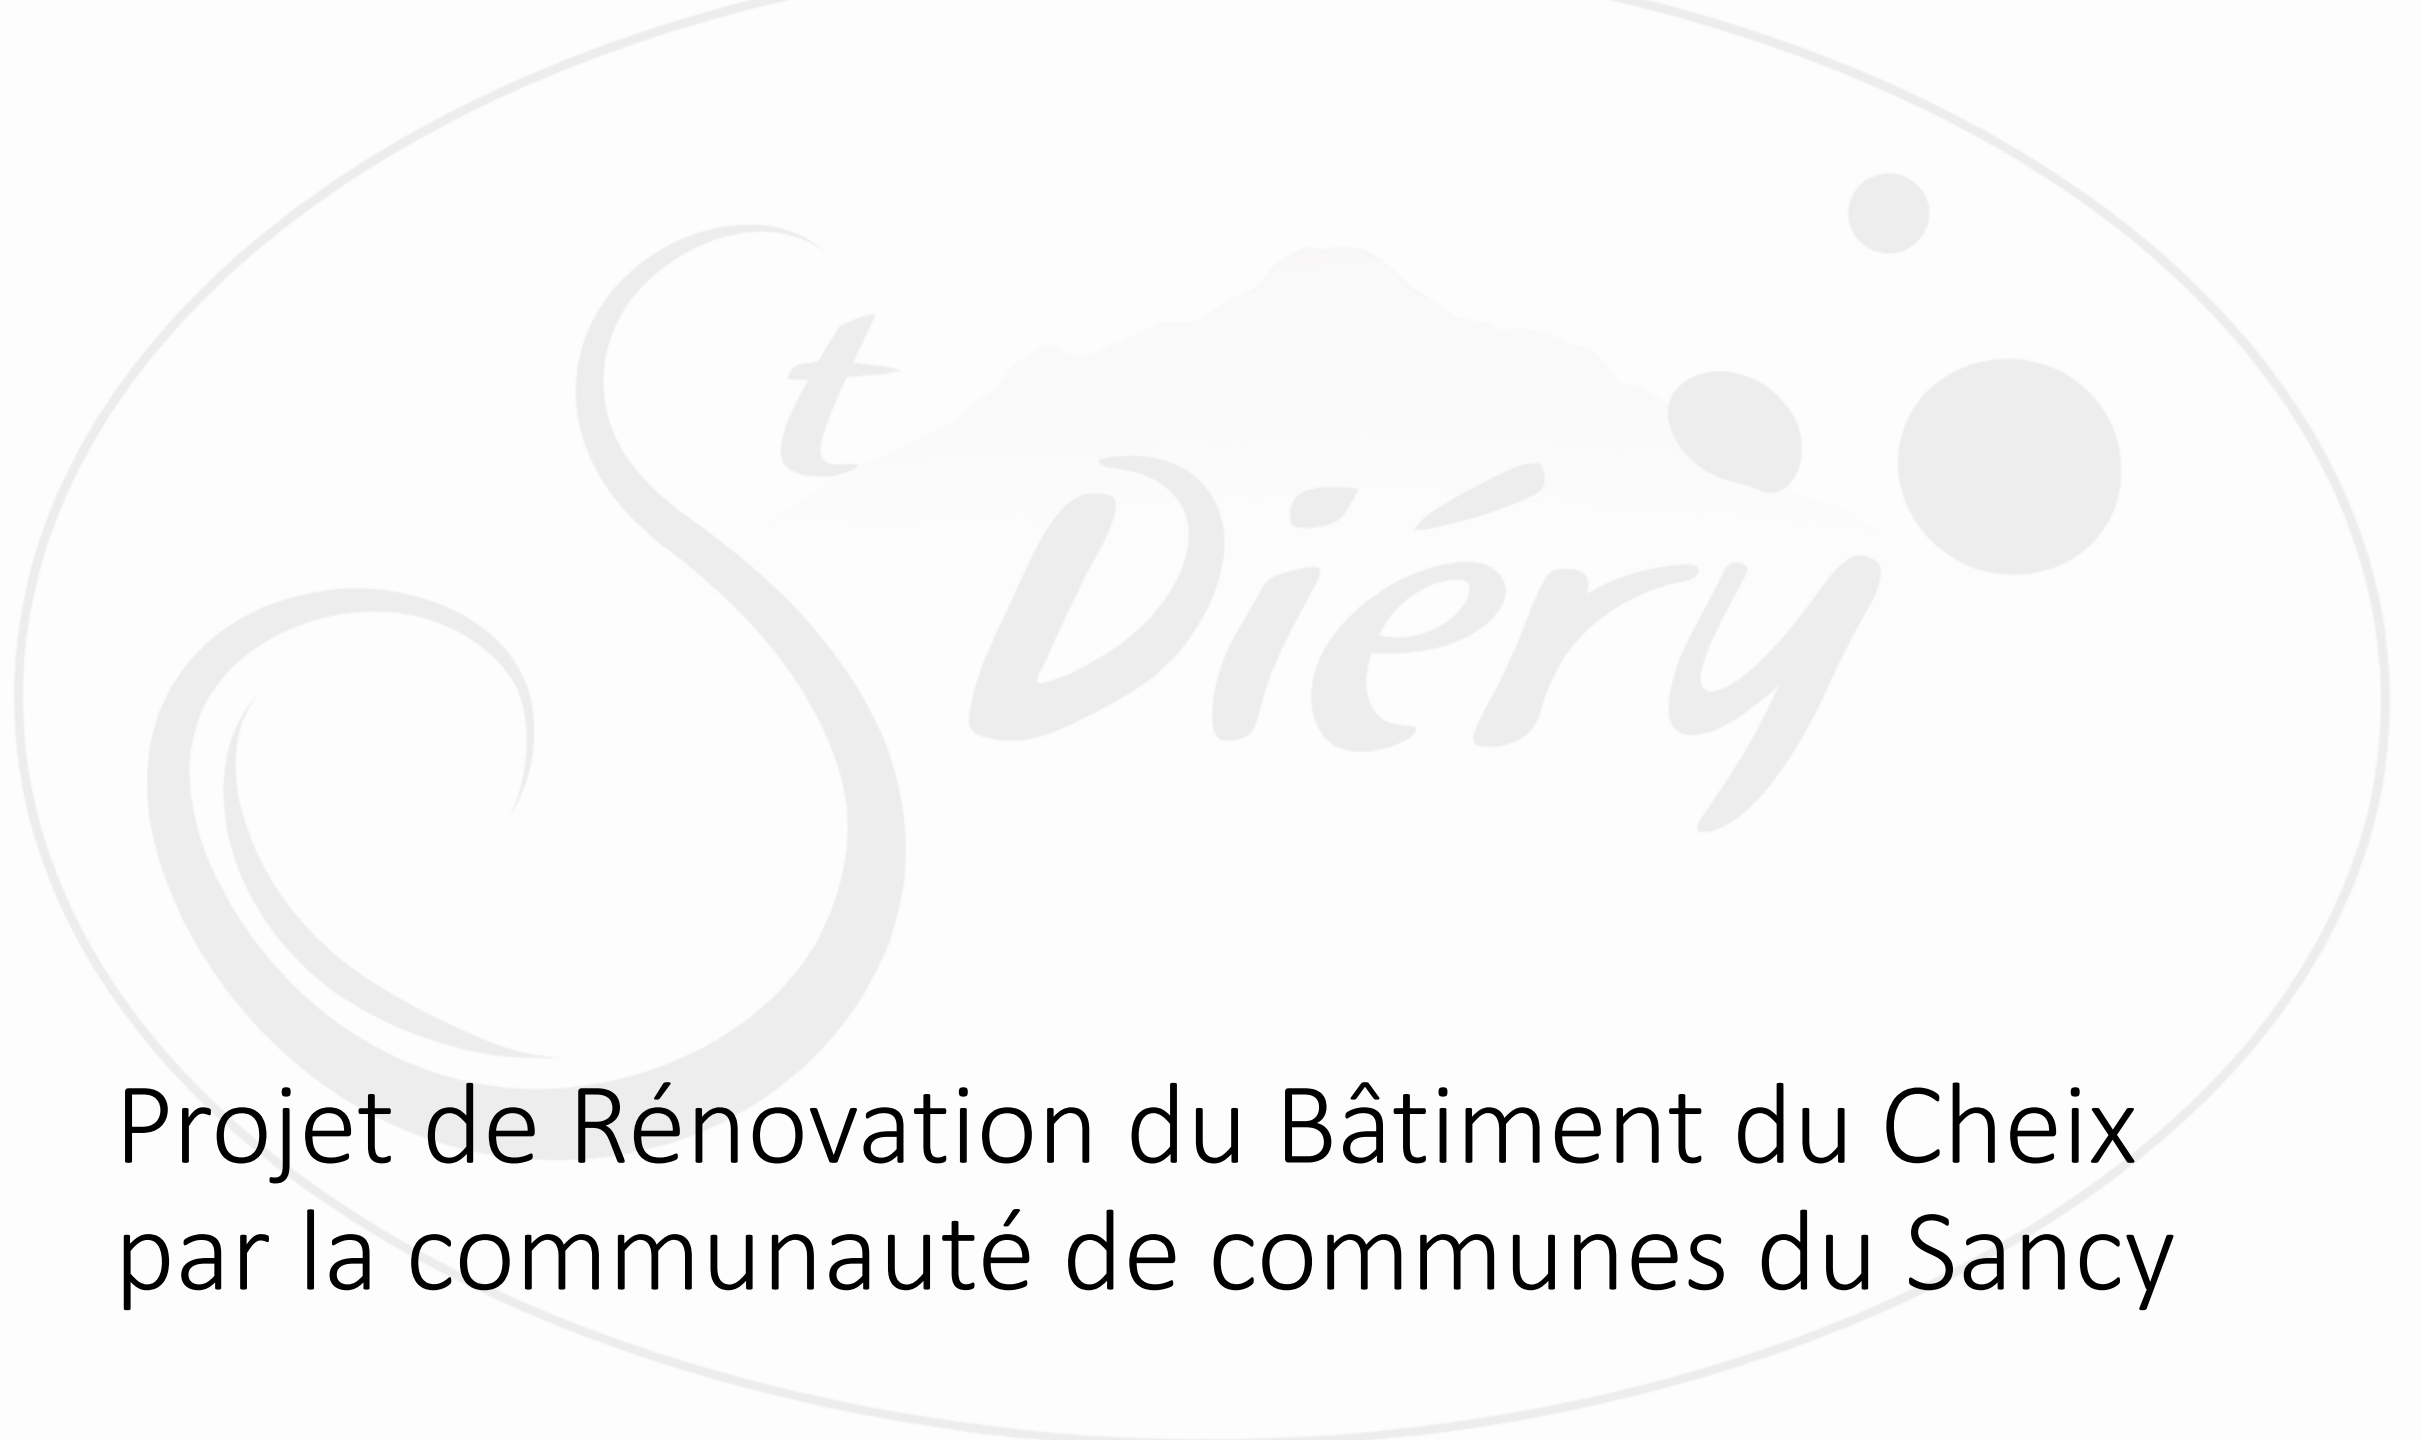 St
Diéry
Projet de Rénovation du Bâtiment du Cheix
par la communauté de communes du Sancy